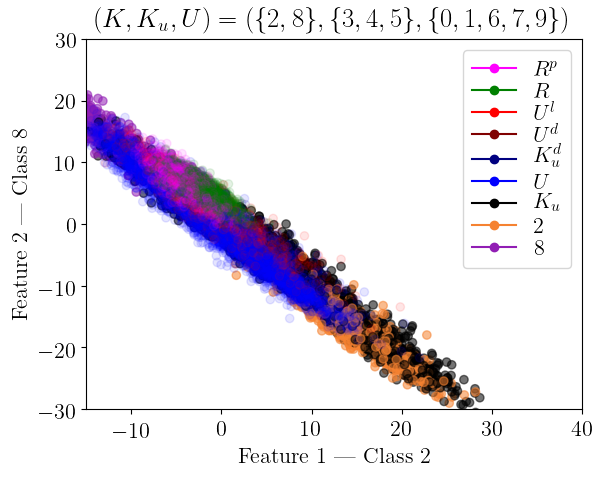 (K, K_u, U) = ({2, 8}, {3, 4, 5}, {0, 1, 6, 7, 9})
30
20
10
0
−10
−20
−30
Feature 2 — Class 8
R^p
R
U^l
U^d
K_u^d
U
K_u
2
8
−10
0
10
20
30
40
Feature 1 — Class 2